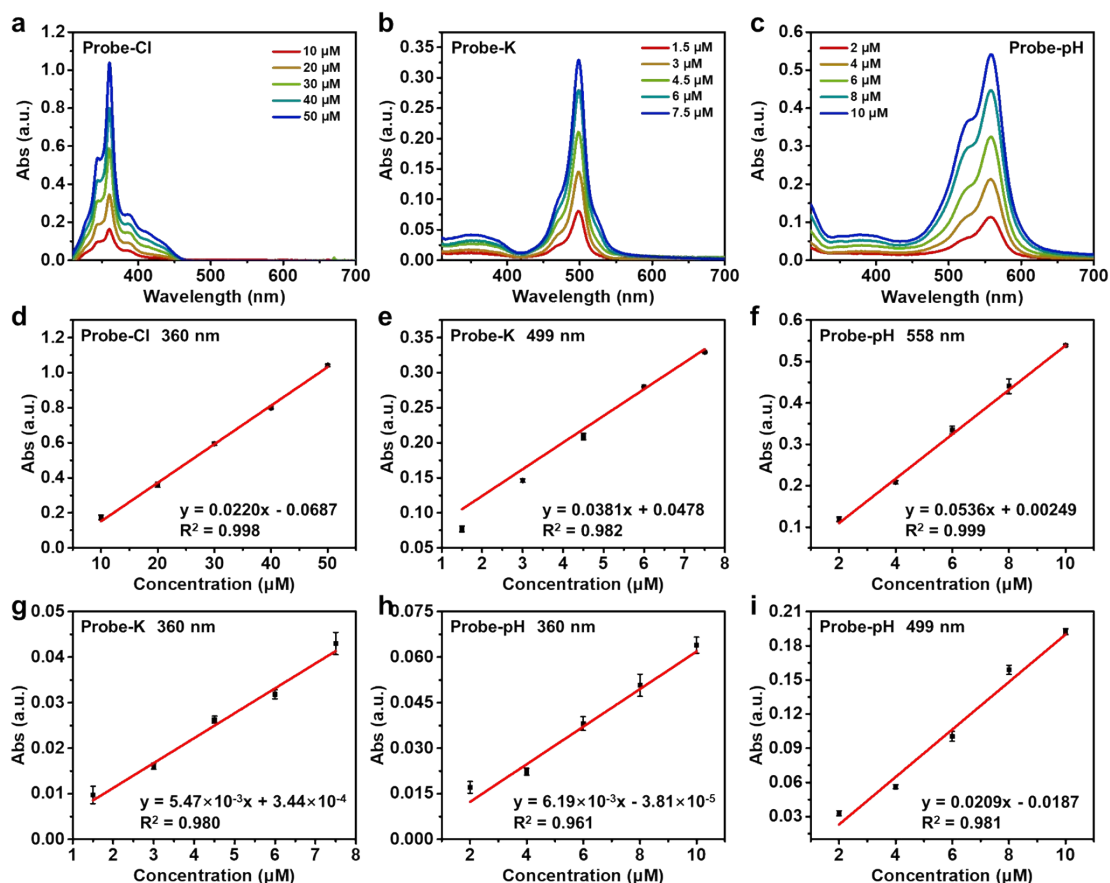 a
Probe-Cl
10 µM
20 µM
30 µM
40 µM
50 µM
Abs (a.u.)
1.2
1.0
0.8
0.6
0.4
0.2
0.0
400
500
600
700
Wavelength (nm)
b
Probe-K
1.5 µM
3 µM
4.5 µM
6 µM
7.5 µM
Abs (a.u.)
0.35
0.30
0.25
0.20
0.15
0.10
0.05
0.00
400
500
600
700
Wavelength (nm)
c
Probe-pH
2 µM
4 µM
6 µM
8 µM
10 µM
Abs (a.u.)
0.6
0.5
0.4
0.3
0.2
0.1
0.0
400
500
600
700
Wavelength (nm)
d
Probe-Cl 360 nm
Abs (a.u.)
1.2
1.0
0.8
0.6
0.4
0.2
0.0
y = 0.0220x - 0.0687
R² = 0.998
10
20
30
40
50
Concentration (µM)
e
Probe-K 499 nm
Abs (a.u.)
0.35
0.30
0.25
0.20
0.15
0.10
0.05
y = 0.0381x + 0.0478
R² = 0.982
2
3
4
5
6
7
8
Concentration (µM)
f
Probe-pH 558 nm
Abs (a.u.)
0.6
0.5
0.4
0.3
0.2
0.1
y = 0.0536x + 0.00249
R² = 0.999
2
4
6
8
10
Concentration (µM)
g
Probe-K 360 nm
Abs (a.u.)
0.05
0.04
0.03
0.02
0.01
0.00
y = 5.47×10⁻³x + 3.44×10⁻⁴
R² = 0.980
1
2
3
4
5
6
7
8
Concentration (µM)
h
Probe-pH 360 nm
Abs (a.u.)
0.075
0.060
0.045
0.030
0.015
0.000
y = 6.19×10⁻³x - 3.81×10⁻⁵
R² = 0.961
2
4
6
8
10
Concentration (µM)
i
Probe-pH 499 nm
Abs (a.u.)
0.21
0.18
0.15
0.12
0.09
0.06
0.03
y = 0.0209x - 0.0187
R² = 0.981
2
4
6
8
10
Concentration (µM)